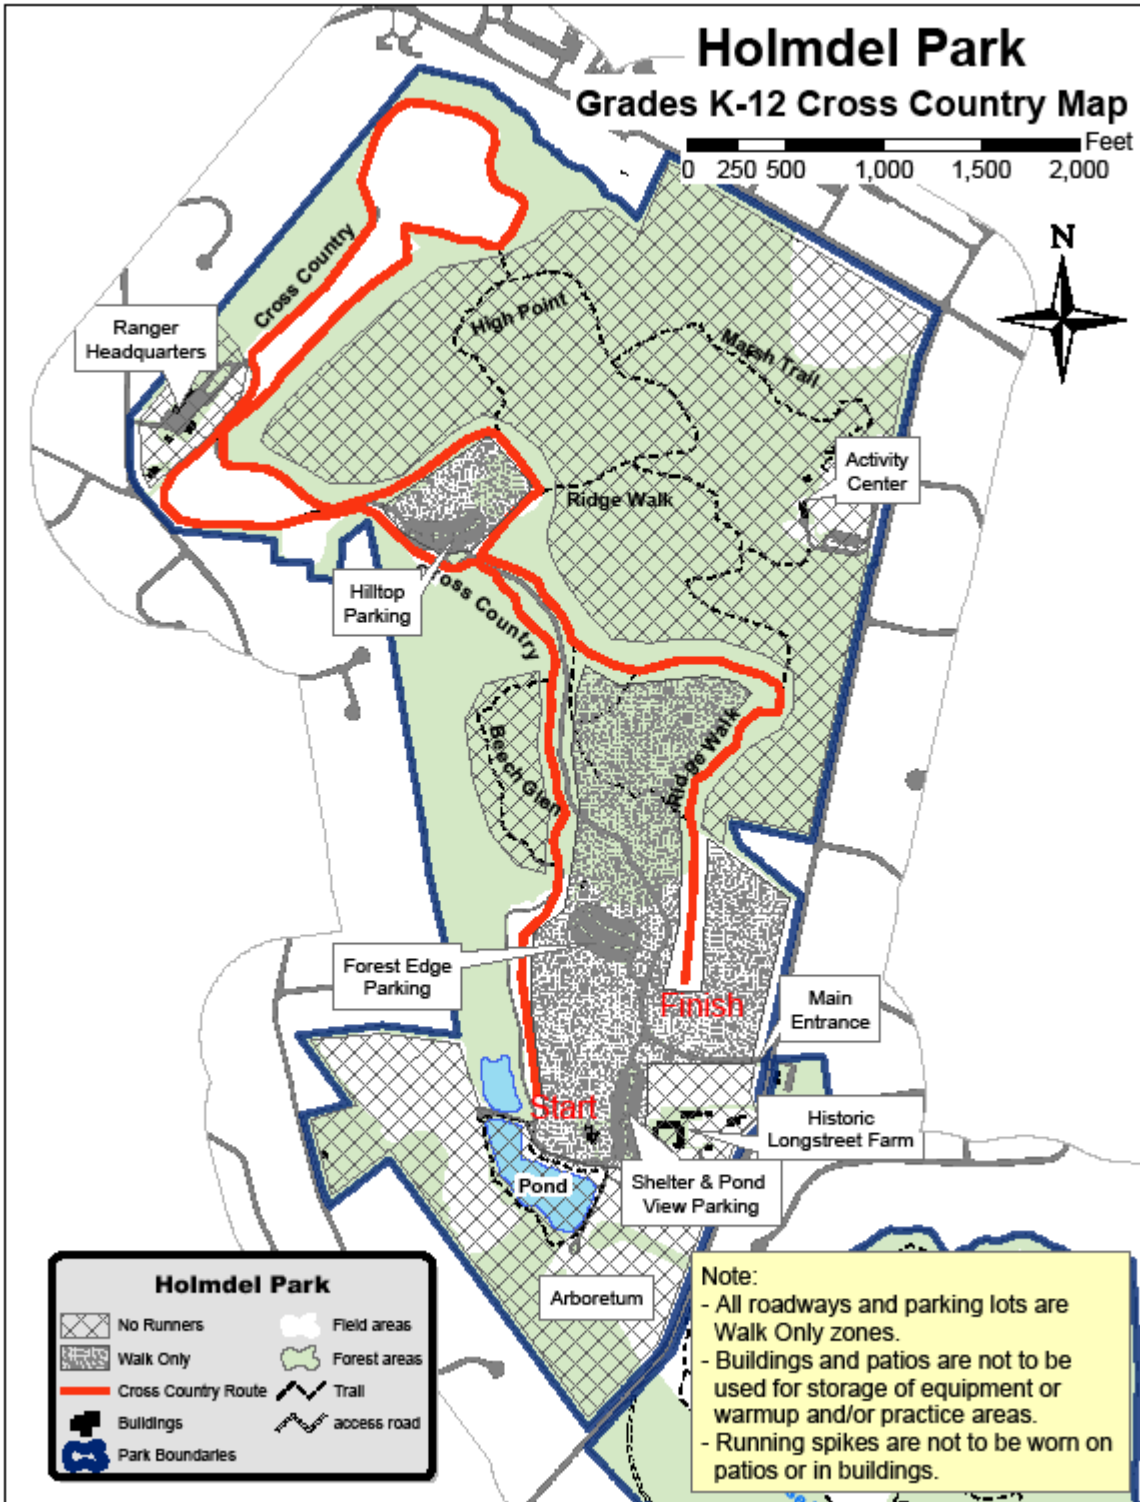 Holmdel Park
Grades K-12 Cross Country Map
Feet
0 250 500 1,000 1,500 2,000
N
Cross Country
Ranger
Headquarters
High Point
Marsh Trail
Activity
Center
Ridge Walk
Hilltop
Parking
Cross Country
Beech Glen
Ridge Walk
Forest Edge
Parking
Finish
Main
Entrance
Start
Historic
Longstreet Farm
Shelter & Pond
View Parking
Pond
Arboretum
Holmdel Park
No Runners
Field areas
Walk Only
Forest areas
Cross Country Route
Trail
Buildings
access road
Park Boundaries
Note:
- All roadways and parking lots are
Walk Only zones.
- Buildings and patios are not to be
used for storage of equipment or
warmup and/or practice areas.
- Running spikes are not to be worn on
patios or in buildings.